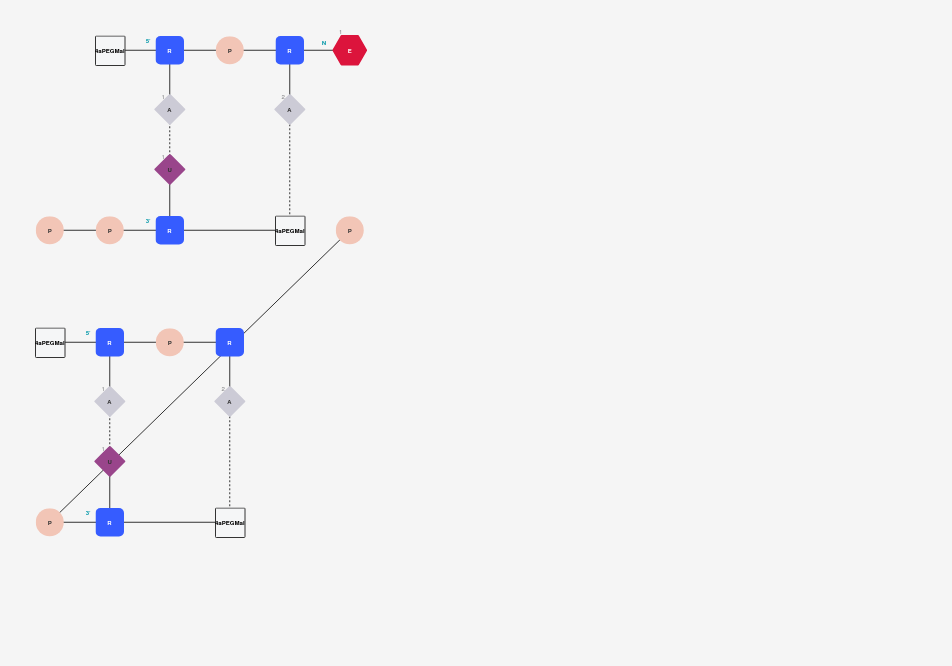 5' N 1
4aPEGMal R P R E
1 2
A A
1
U
3'
P P R 4aPEGMal P
5'
4aPEGMal R P R
1 2
A A
1
U
3'
P R 4aPEGMal